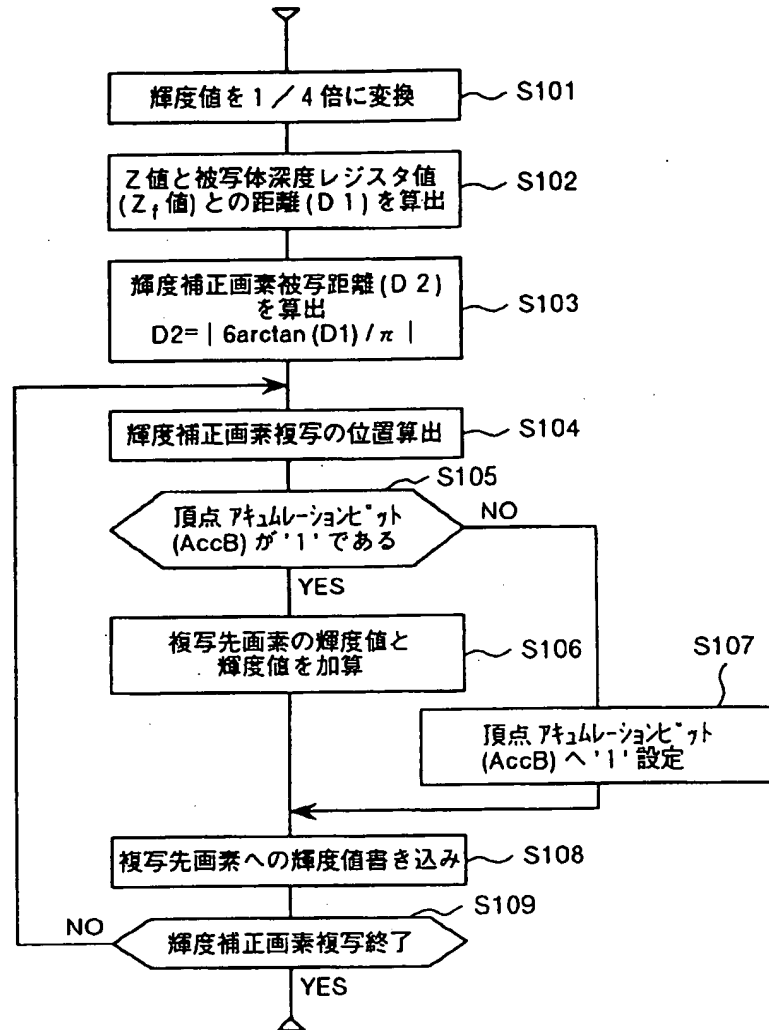 輝度値を1/4倍に変換
S101
Z値と被写体深度レジスタ値
(Zf値)との距離(D1)を算出
S102
輝度補正画素被写距離(D2)
を算出
D2=| 6arctan(D1)/π |
S103
輝度補正画素複写の位置算出
S104
S105
頂点 アキュムレーションビット
(AccB)が'1'である
NO
YES
複写先画素の輝度値と
輝度値を加算
S106
S107
頂点 アキュムレーションビット
(AccB)へ'1'設定
複写先画素への輝度値書き込み
S108
S109
NO
輝度補正画素複写終了
YES